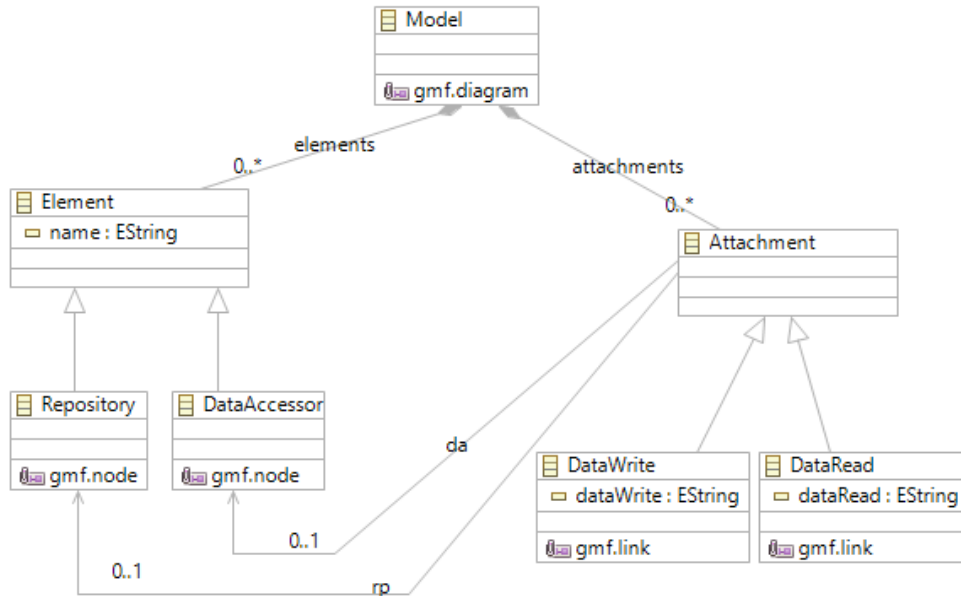 Model
gmf.diagram
elements
0..*
attachments
0..*
Element
name : EString
Attachment
Repository
gmf.node
DataAccessor
gmf.node
da
0..1
rp
0..1
DataWrite
dataWrite : EString
gmf.link
DataRead
dataRead : EString
gmf.link